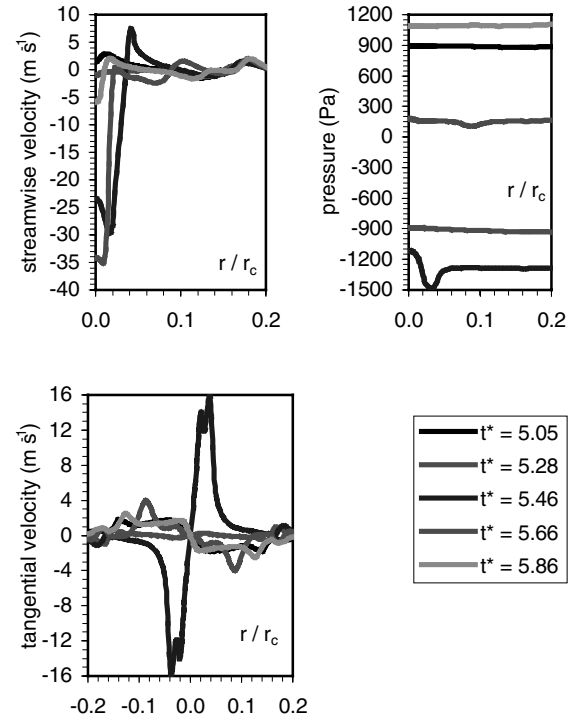 streamwise velocity (m s-1)
10
5
0
-5
-10
-15
-20
-25
-30
-35
-40
r / rc
0.0 0.1 0.2
pressure (Pa)
1200
900
600
300
0
-300
-600
-900
-1200
-1500
r / rc
0.0 0.1 0.2
tangential velocity (m s-1)
16
12
8
4
0
-4
-8
-12
-16
r / rc
-0.2 -0.1 0.0 0.1 0.2
t* = 5.05
t* = 5.28
t* = 5.46
t* = 5.66
t* = 5.86